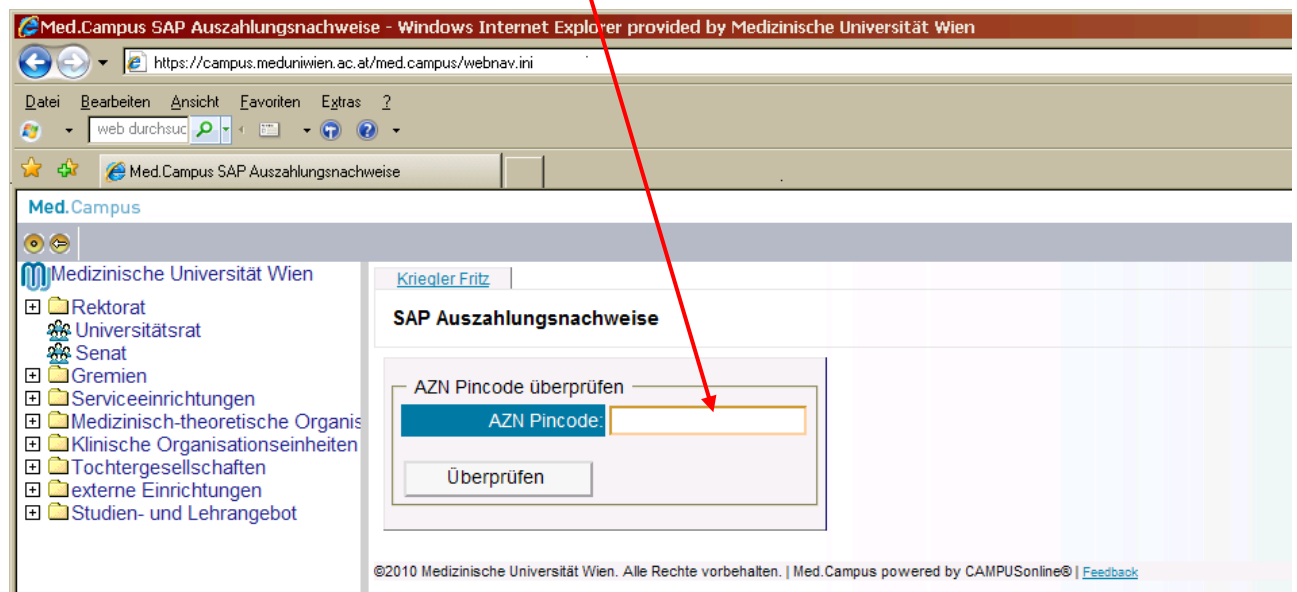 Med.Campus SAP Auszahlungsnachweise - Windows Internet Explorer provided by Medizinische Universität Wien
https://campus.meduniwien.ac.at/med.campus/webnav.ini
Datei Bearbeiten Ansicht Favoriten Extras ?
web durchsuc
Med.Campus SAP Auszahlungsnachweise
Med.Campus
Medizinische Universität Wien
Rektorat
Universitätsrat
Senat
Gremien
Serviceeinrichtungen
Medizinisch-theoretische Organis
Klinische Organisationseinheiten
Tochtergesellschaften
externe Einrichtungen
Studien- und Lehrangebot
Kriegler Fritz
SAP Auszahlungsnachweise
AZN Pincode überprüfen
AZN Pincode:
Überprüfen
©2010 Medizinische Universität Wien. Alle Rechte vorbehalten. | Med.Campus powered by CAMPUSonline® | Feedback